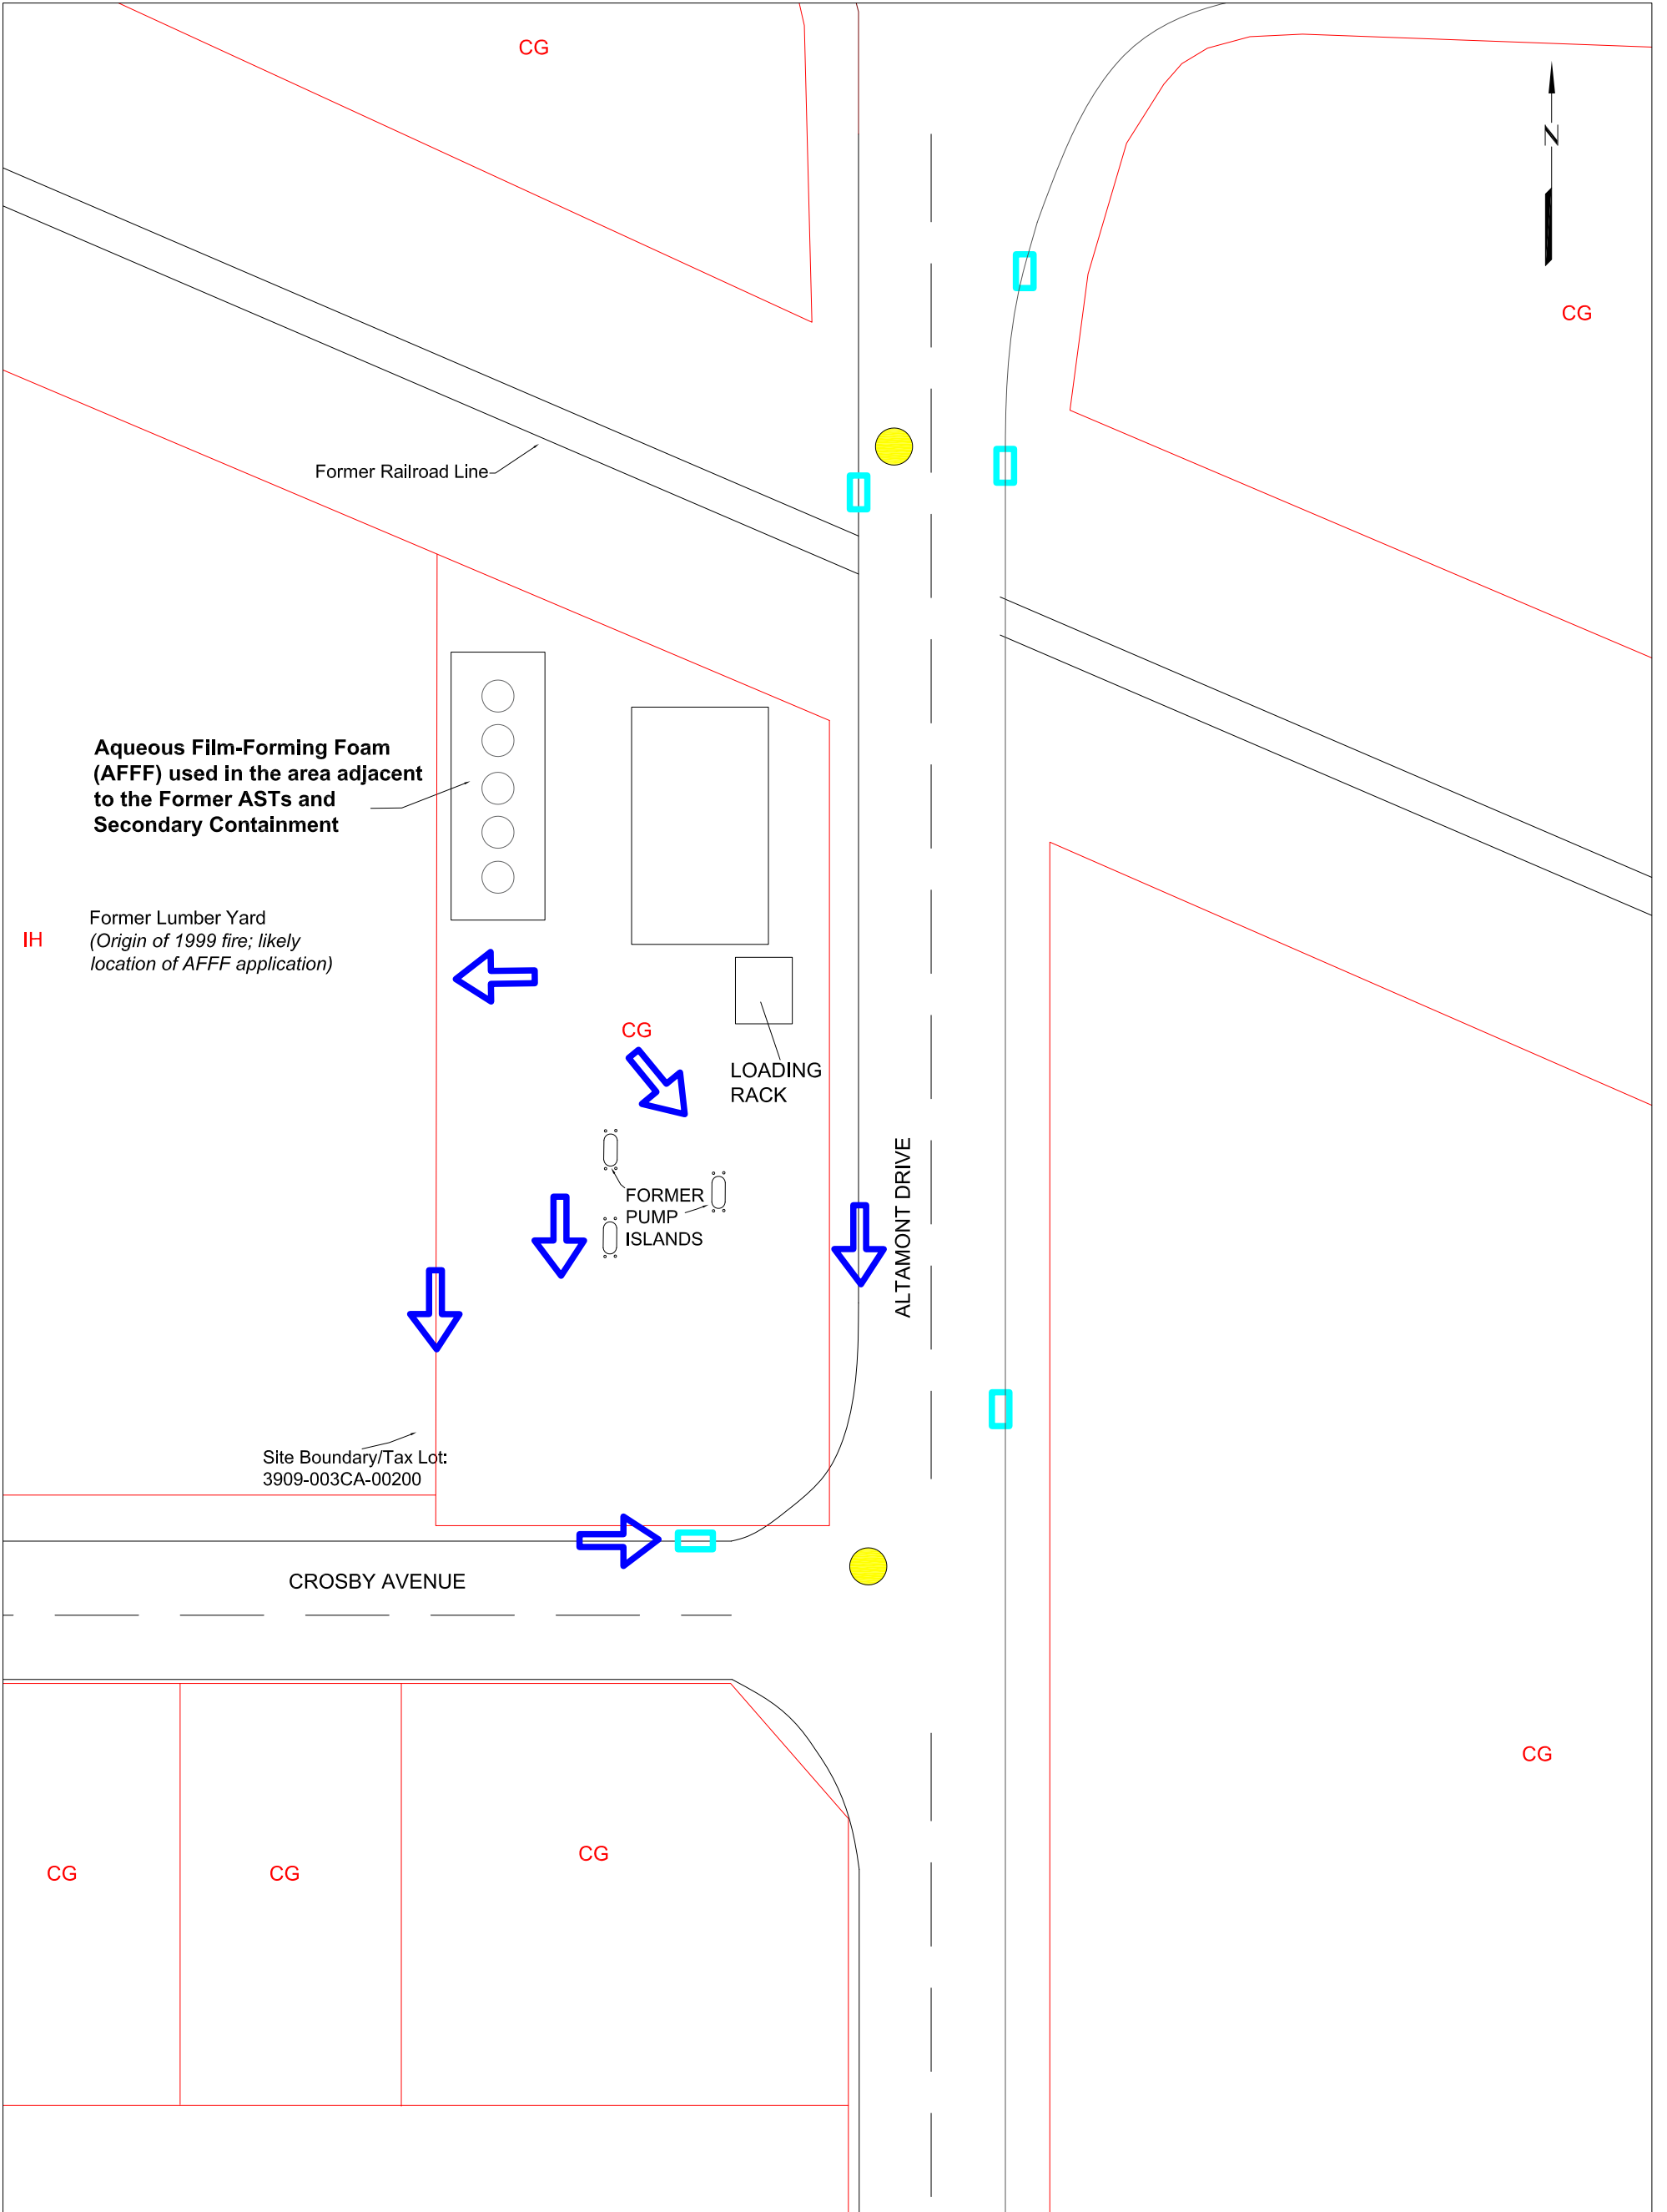 CG
N
CG
Former Railroad Line
Aqueous Film-Forming Foam
(AFFF) used in the area adjacent
to the Former ASTs and
Secondary Containment
Former Lumber Yard
(Origin of 1999 fire; likely
location of AFFF application)
IH
CG
LOADING
RACK
FORMER
PUMP
ISLANDS
ALTAMONT DRIVE
Site Boundary/Tax Lot:
3909-003CA-00200
CROSBY AVENUE
CG
CG
CG
CG